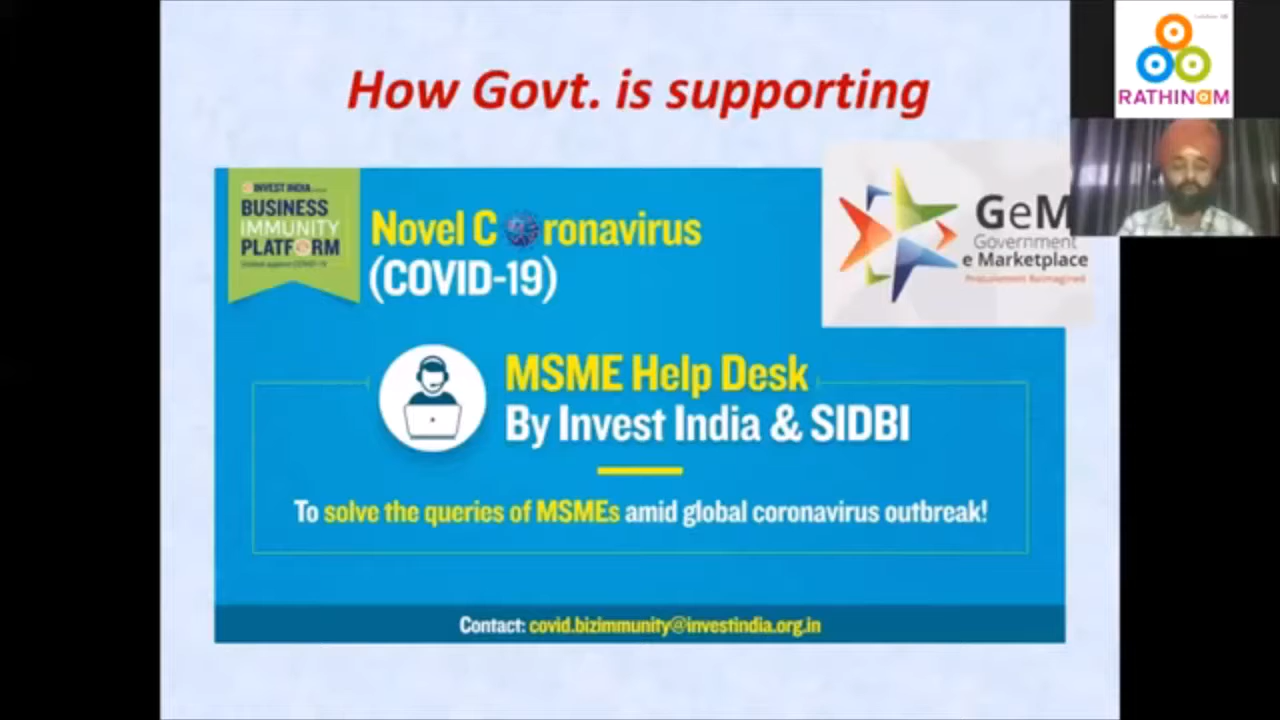 How Govt. is supporting
INVEST INDIA
BUSINESS
IMMUNITY
PLATFORM
Novel Coronavirus
(COVID-19)
GeM
Government
e Marketplace
Procurement Reimagined
RATHINAM
MSME Help Desk
By Invest India & SIDBI
To solve the queries of MSMEs amid global coronavirus outbreak!
Contact: covid.bizimmunity@investindia.org.in